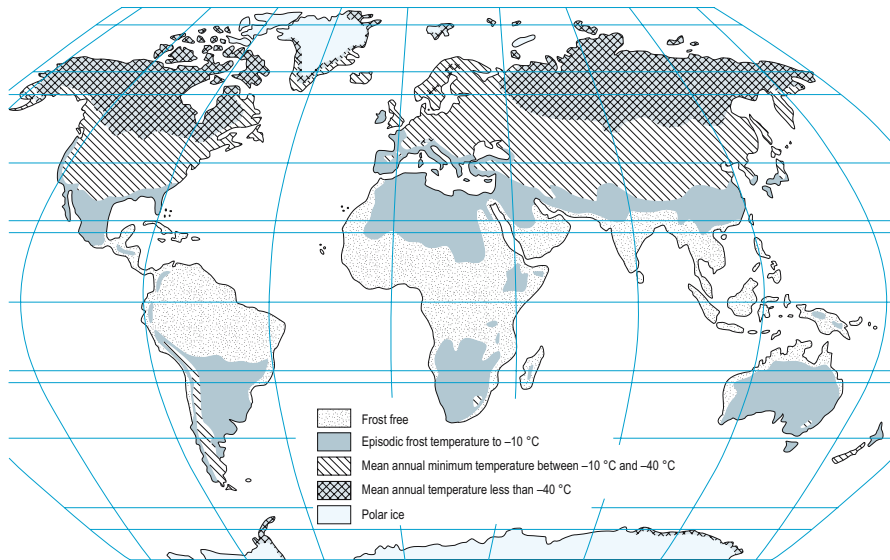 Frost free
Episodic frost temperature to –10 °C
Mean annual minimum temperature between –10 °C and –40 °C
Mean annual temperature less than –40 °C
Polar ice